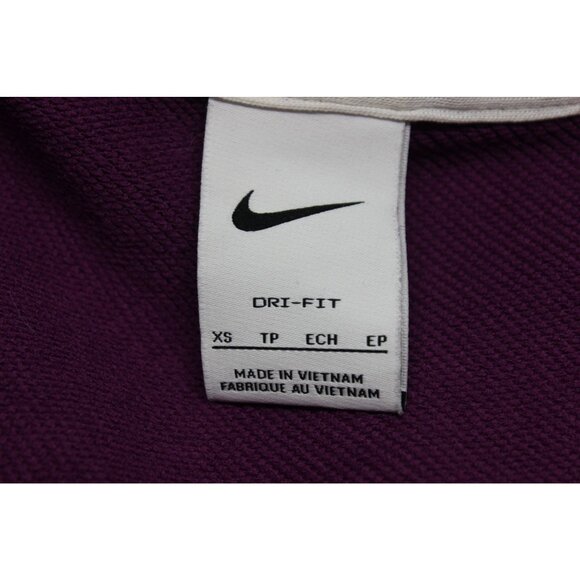 DRI-FIT
XS TP ECH EP
MADE IN VIETNAM
FABRIQUE AU VIETNAM